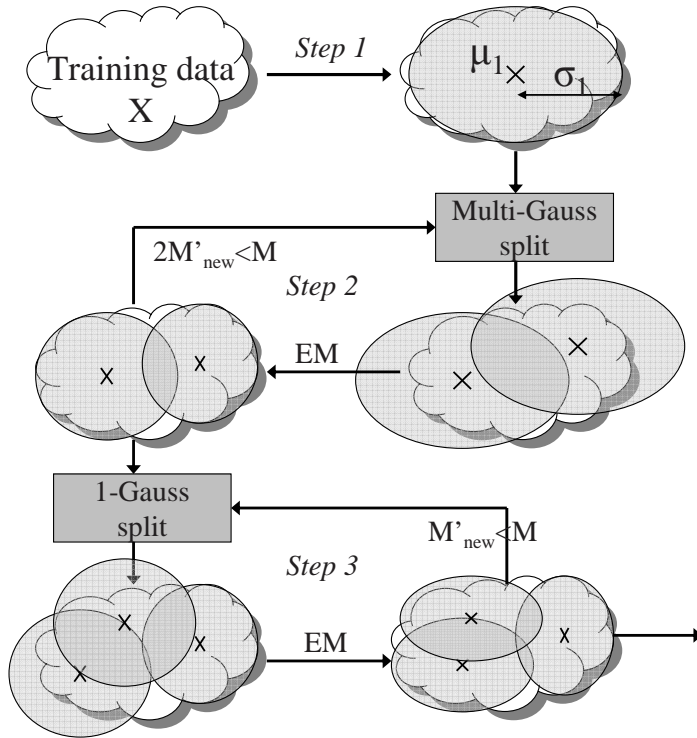 Step 1
Training data
X
μ1
σ1
Multi-Gauss
split
2M'new<M
Step 2
EM
1-Gauss
split
M'new<M
Step 3
EM